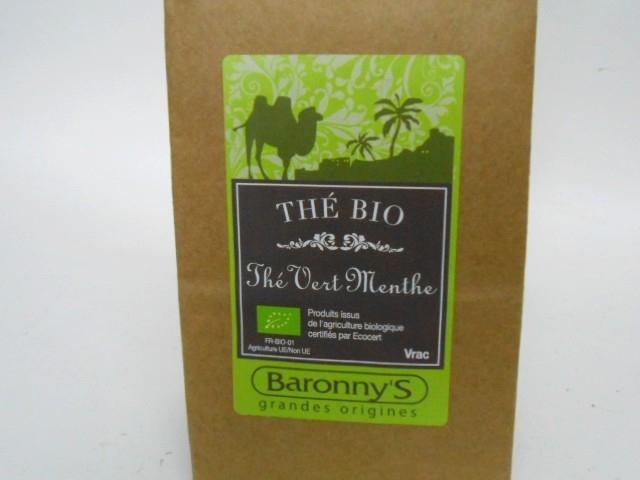 THÉ BIO
Thé Vert Menthe
Produits issus
de l'agriculture biologique
certifiés par Ecocert
FR-BIO-01
Agriculture UE/Non UE
Vrac
Baronny'S
grandes origines